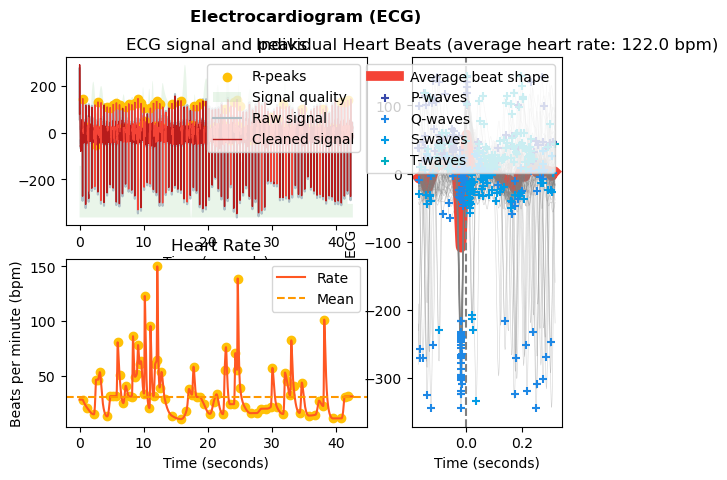 Electrocardiogram (ECG)
ECG signal and peaks
Individual Heart Beats (average heart rate: 122.0 bpm)
200
0
−200
R-peaks
Signal quality
Raw signal
Cleaned signal
0
10
20
30
40
Time (seconds)
Heart Rate
Beats per minute (bpm)
150
100
50
Rate
Mean
0
10
20
30
40
Time (seconds)
ECG
100
0
−100
−200
−300
Average beat shape
P-waves
Q-waves
S-waves
T-waves
0.0
0.2
Time (seconds)